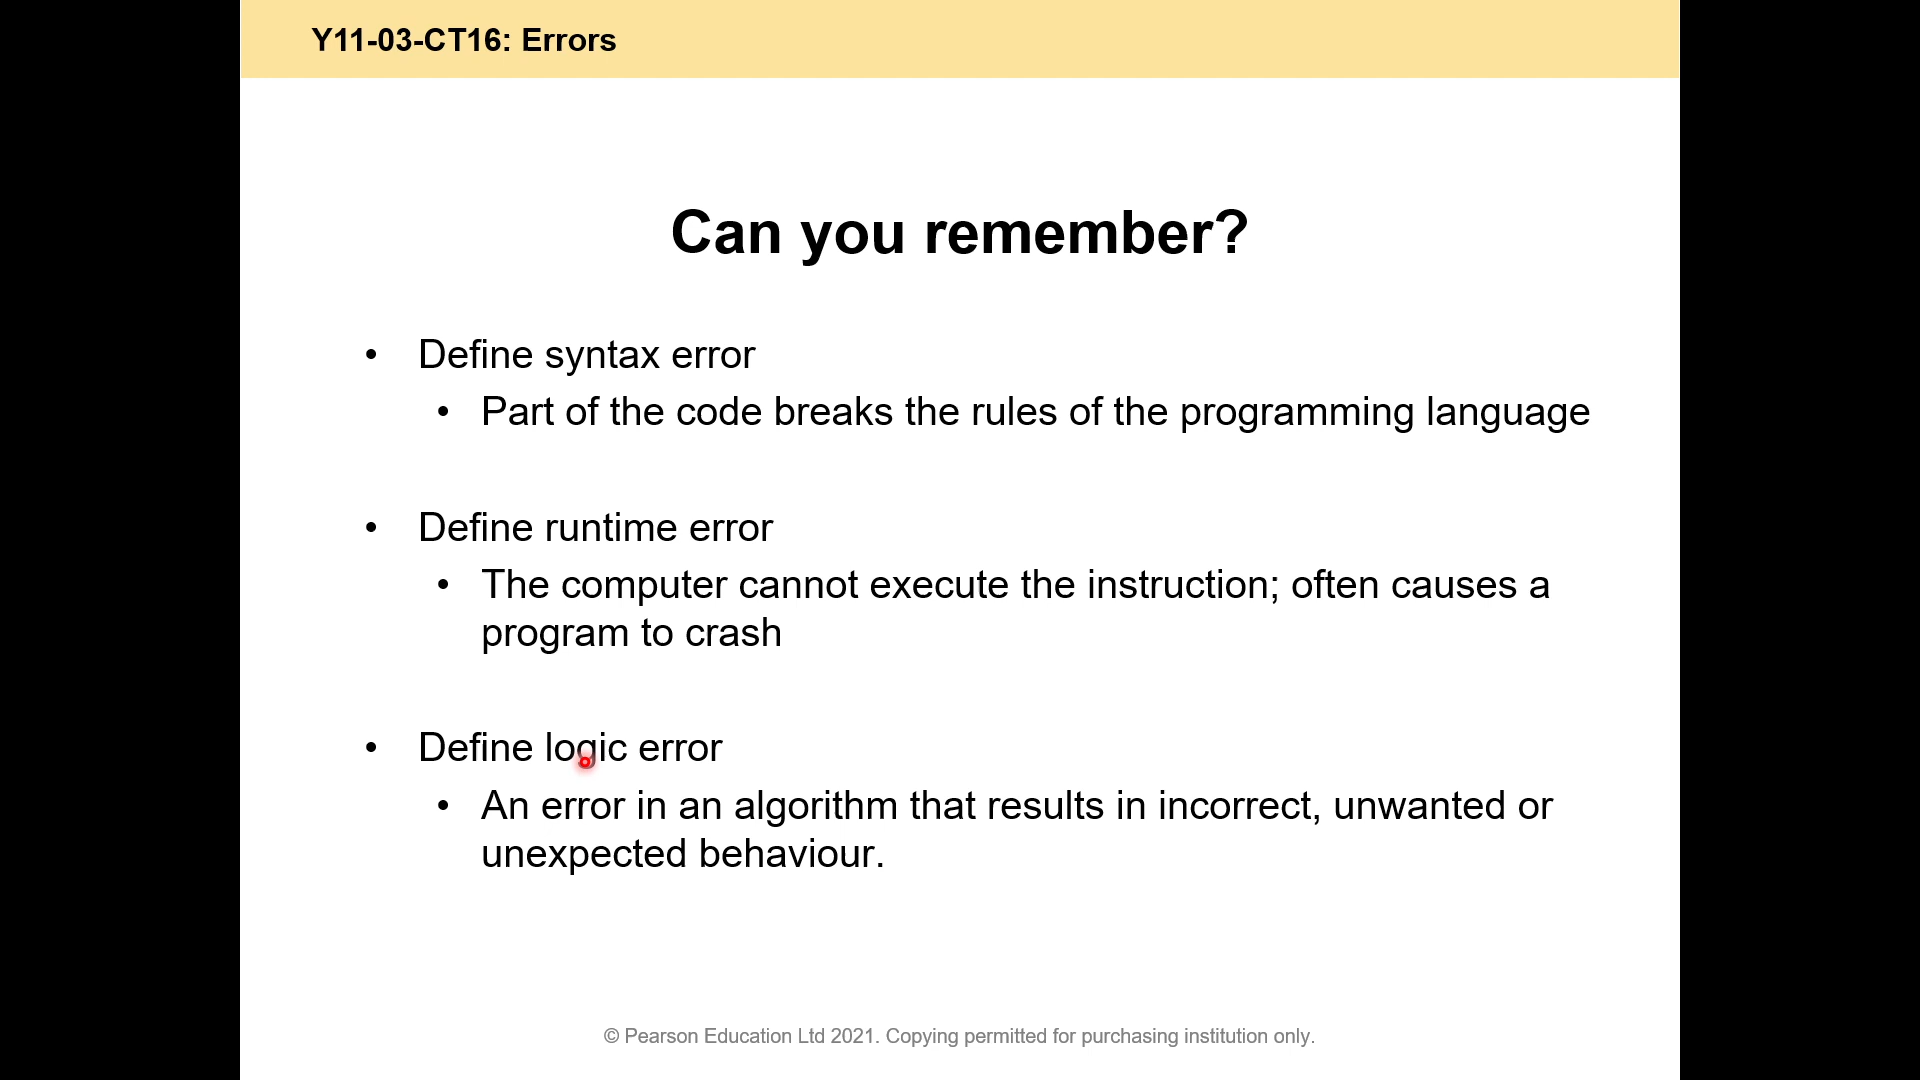 Y11-03-CT16: Errors
Can you remember?
• Define syntax error
• Part of the code breaks the rules of the programming language
• Define runtime error
• The computer cannot execute the instruction; often causes a
program to crash
• Define logic error
• An error in an algorithm that results in incorrect, unwanted or
unexpected behaviour.
© Pearson Education Ltd 2021. Copying permitted for purchasing institution only.